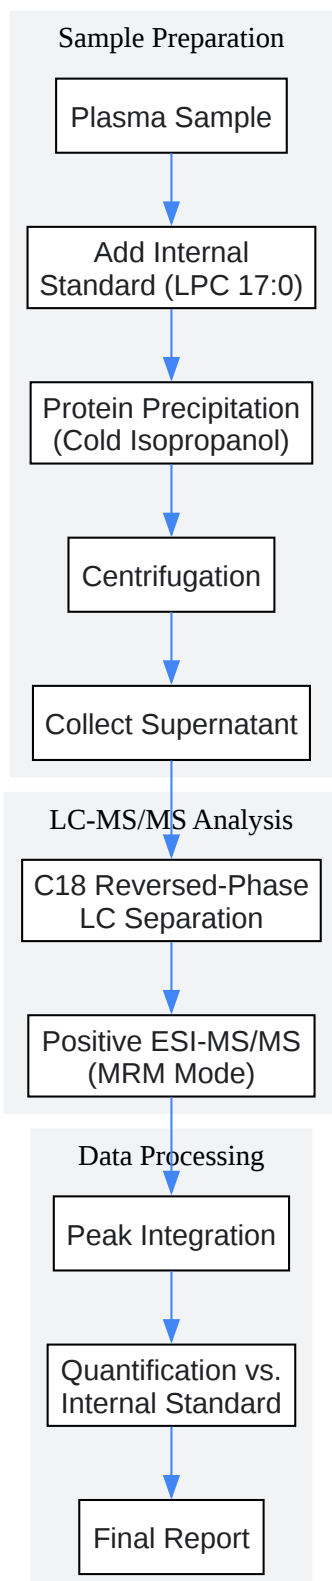 Sample Preparation
Plasma Sample
Add Internal
Standard (LPC 17:0)
Protein Precipitation
(Cold Isopropanol)
Centrifugation
Collect Supernatant
LC-MS/MS Analysis
C18 Reversed-Phase
LC Separation
Positive ESI-MS/MS
(MRM Mode)
Data Processing
Peak Integration
Quantification vs.
Internal Standard
Final Report